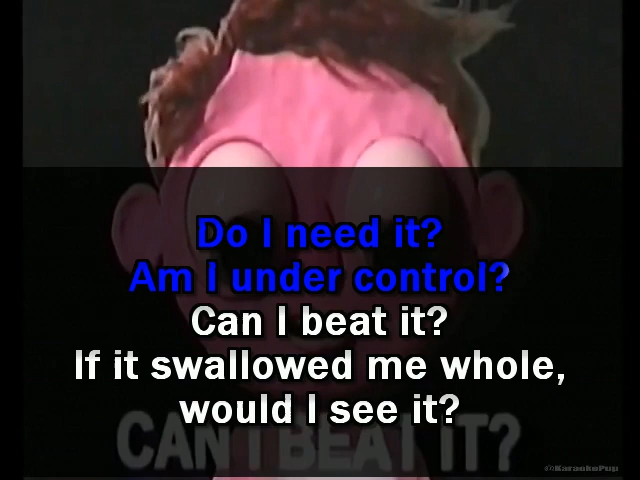 Do I need it?
Am I under control?
Can I beat it?
If it swallowed me whole,
would I see it?
CAN I BEAT IT?